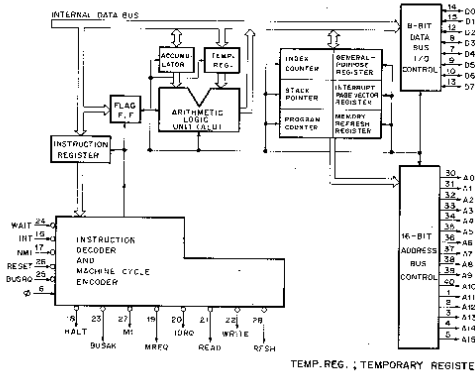 INTERNAL DATA BUS
ACCUMU-
LATOR
TEMP.
REG.
FLAG
F.F
ARITHMETIC
LOGIC
UNIT (ALU)
INSTRUCTION
REGISTER
INDEX
COUNTER
GENERAL-
PURPOSE
REGISTER
STACK
POINTER
INTERRUPT
PAGE VECTOR
REGISTER
PROGRAM
COUNTER
MEMORY
REFRESH
REGISTER
8-BIT
DATA
BUS
I/O
CONTROL
14 D0
15 D1
12 D2
8 D3
7 D4
9 D5
10 D6
13 D7
16-BIT
ADDRESS
BUS
CONTROL
30 A0
31 A1
32 A2
33 A3
34 A4
35 A5
36 A6
37 A7
38 A8
39 A9
40 A10
1 A11
2 A12
3 A13
4 A14
5 A15
WAIT 24
INT 16
NMI 17
RESET 26
BUSRQ 25
Ø 6
INSTRUCTION
DECODER
AND
MACHINE CYCLE
ENCODER
18 23 27 19 20 21 22 28
HALT
BUSAK
M1
MREQ
IORQ
READ
WRITE
RFSH
TEMP. REG. ; TEMPORARY REGISTE